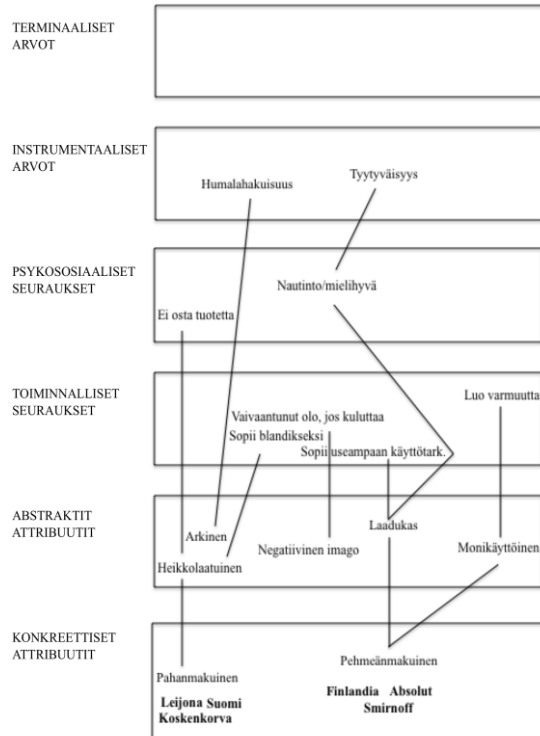 TERMINAALISET
ARVOT
INSTRUMENTAALISET
ARVOT
Humalahakuisuus
Tyytyväisyys
PSYKOSOSIAALISET
SEURAUKSET
Ei osta tuotetta
Nautinto/mielihyvä
TOIMINNALLISET
SEURAUKSET
Luo varmuutta
Vaivaantunut olo, jos kuluttaa
Sopii blandikseksi
Sopii useampaan käyttötark.
ABSTRAKTIT
ATTRIBUUTIT
Arkinen
Heikkolaatuinen
Negatiivinen imago
Laadukas
Monikäyttöinen
KONKREETTISET
ATTRIBUUTIT
Pahanmakuinen
Pehmeänmakuinen
Leijona Suomi
Koskenkorva
Finlandia Absolut
Smirnoff